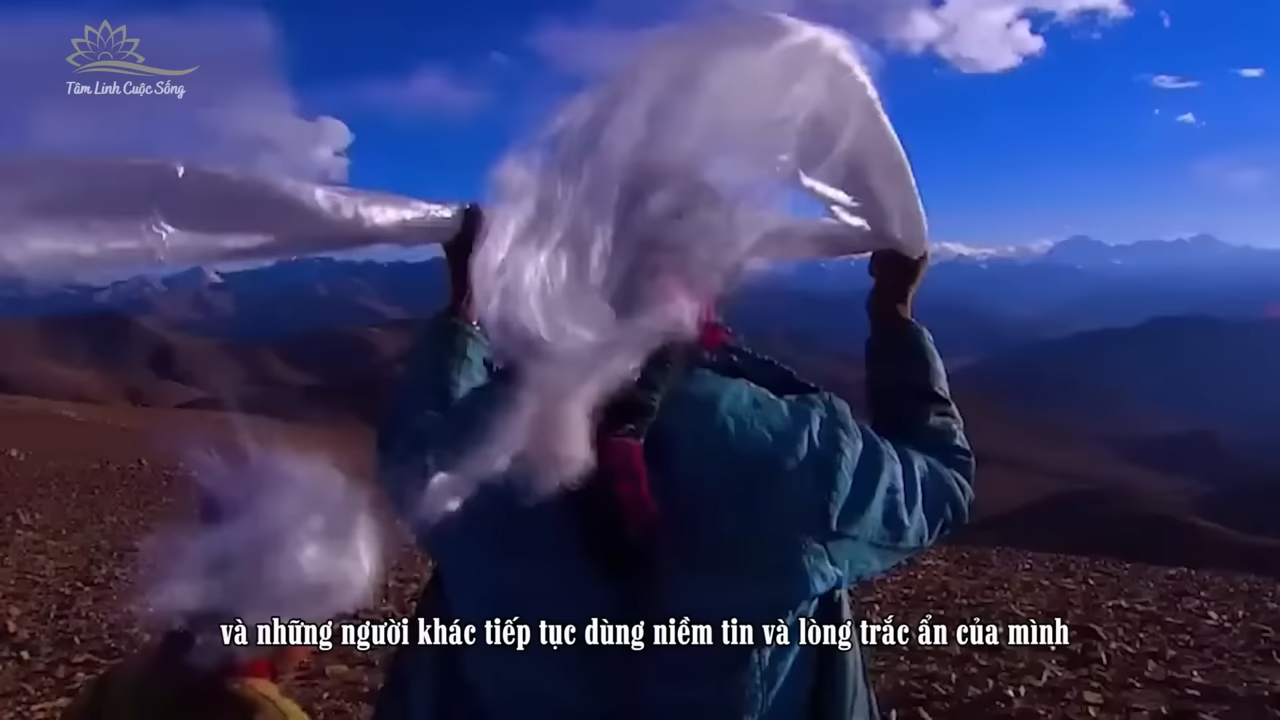 Tâm Linh Cuộc Sống
và những người khác tiếp tục dùng niềm tin và lòng trắc ẩn của mình